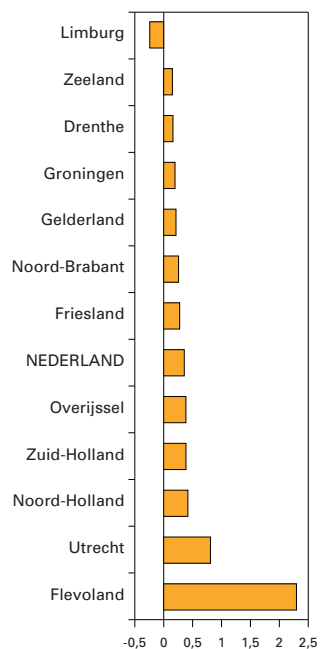 Limburg
Zeeland
Drenthe
Groningen
Gelderland
Noord-Brabant
Friesland
NEDERLAND
Overijssel
Zuid-Holland
Noord-Holland
Utrecht
Flevoland
-0,5 0 0,5 1 1,5 2 2,5